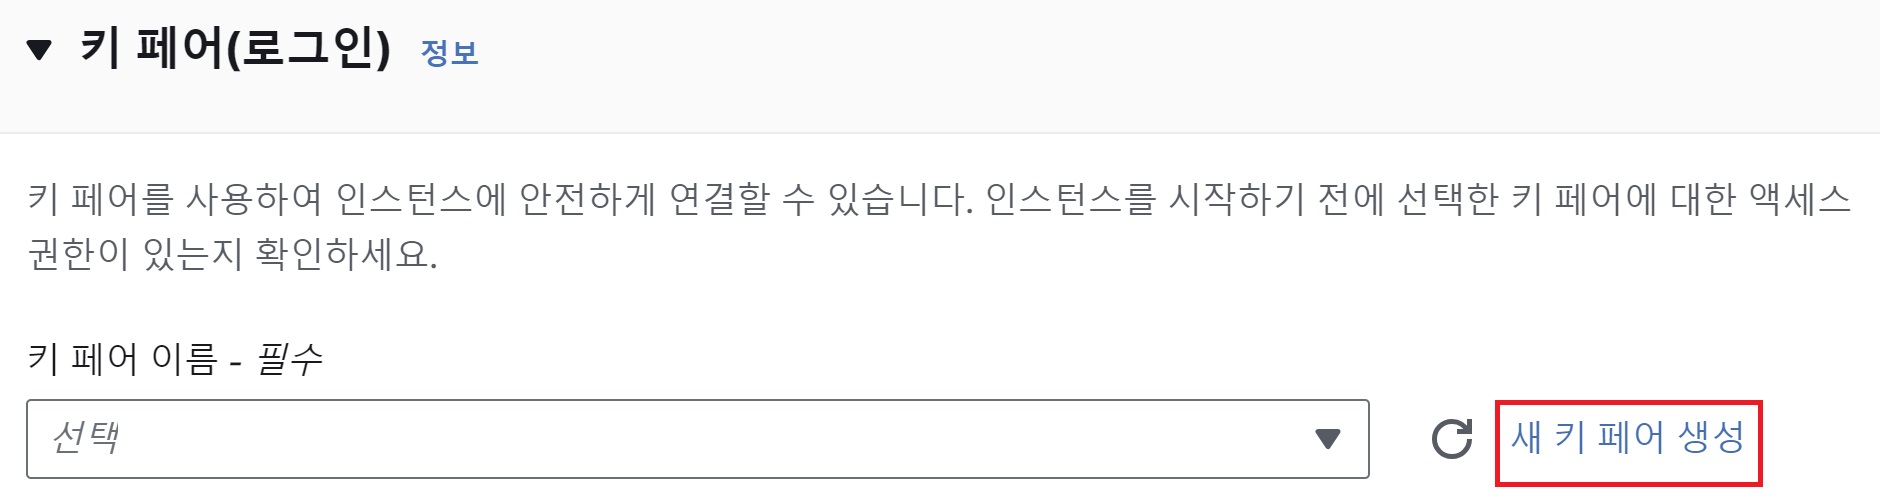 키 페어(로그인) 정보
키 페어를 사용하여 인스턴스에 안전하게 연결할 수 있습니다. 인스턴스를 시작하기 전에 선택한 키 페어에 대한 액세스
권한이 있는지 확인하세요.
키 페어 이름 - 필수
선택 새 키 페어 생성